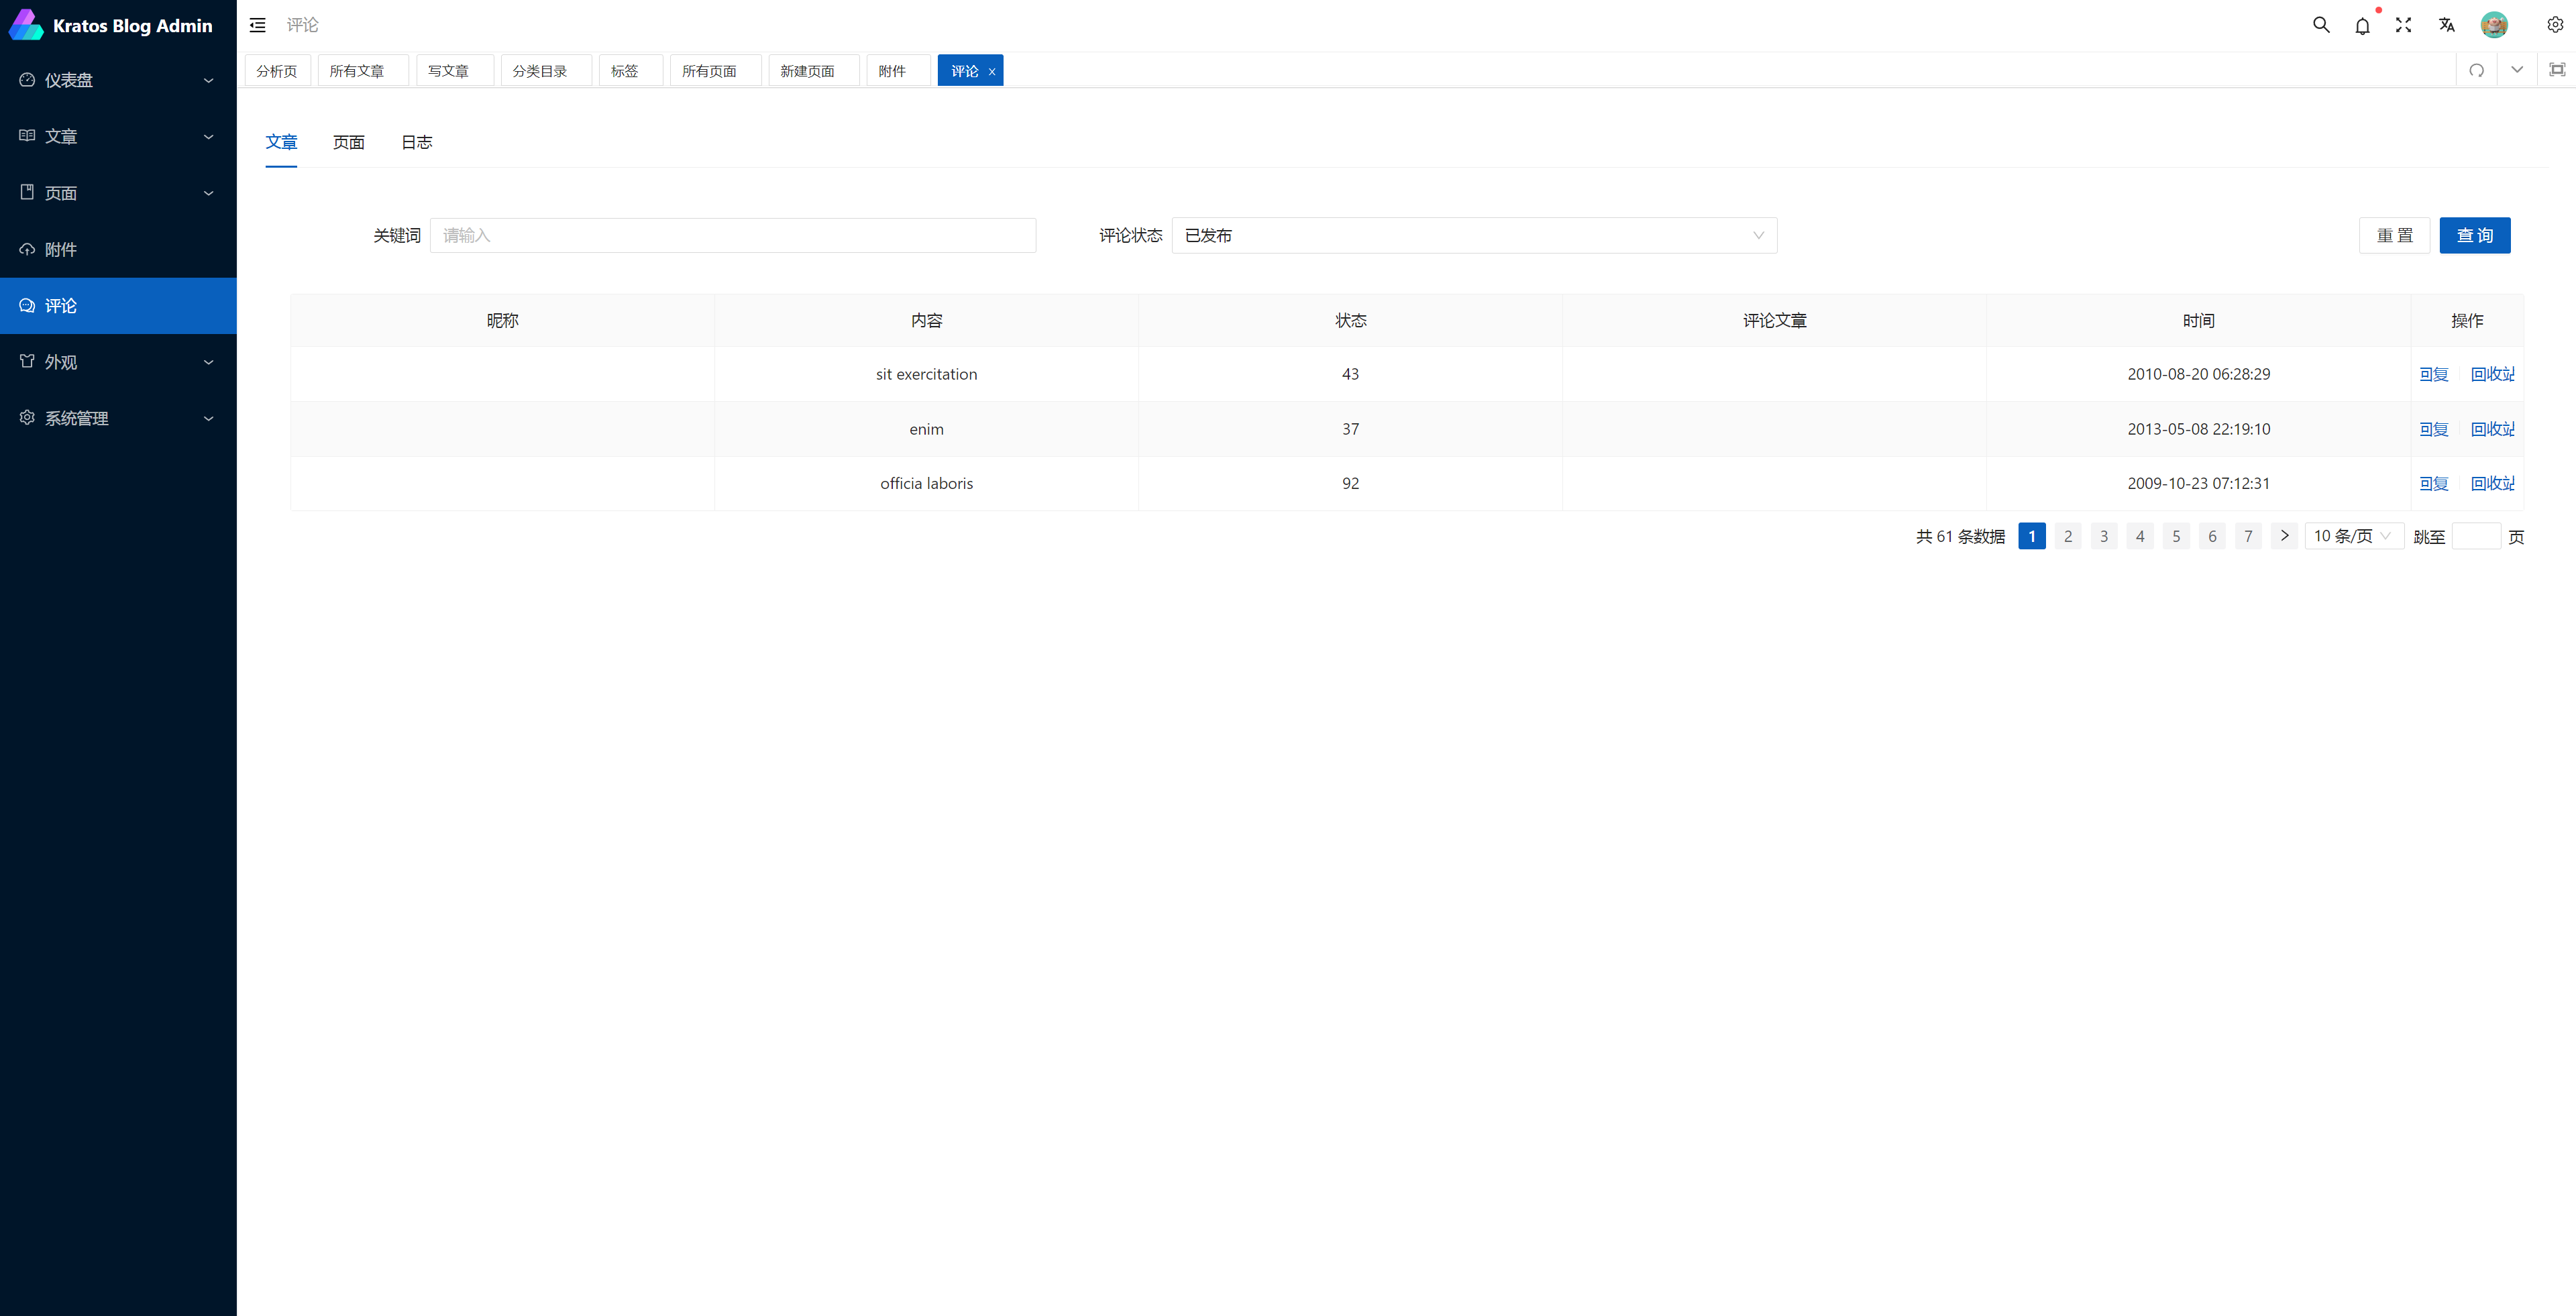 Kratos Blog Admin
评论
仪表盘
文章
页面
附件
评论
外观
系统管理
分析页 所有文章 写文章 分类目录 标签 所有页面 新建页面 附件 评论 ×
文章 页面 日志
关键词 请输入 评论状态 已发布 重置 查询
昵称 内容 状态 评论文章 时间 操作
sit exercitation 43 2010-08-20 06:28:29 回复 回收站
enim 37 2013-05-08 22:19:10 回复 回收站
officia laboris 92 2009-10-23 07:12:31 回复 回收站
共 61 条数据 1 2 3 4 5 6 7 > 10 条/页 跳至 页